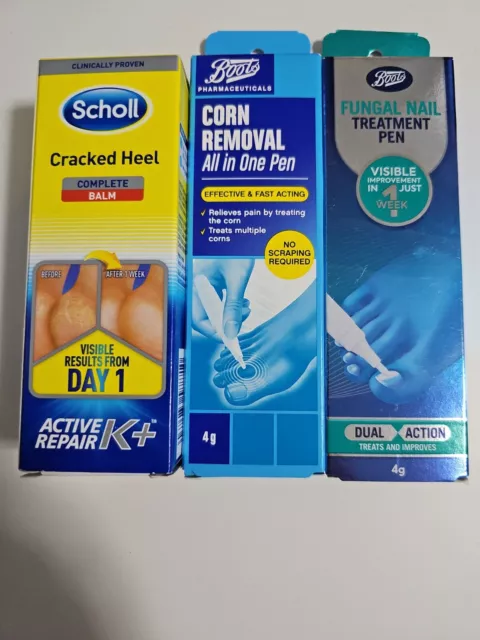 CLINICALLY PROVEN
Scholl
Cracked Heel
COMPLETE
BALM
BEFORE
AFTER 1 WEEK
VISIBLE
RESULTS FROM
DAY 1
ACTIVE
REPAIR K+™
Boots
PHARMACEUTICALS
CORN
REMOVAL
All in One Pen
EFFECTIVE & FAST ACTING
✓ Relieves pain by treating
the corn
✓ Treats multiple
corns
NO
SCRAPING
REQUIRED
4g
Boots
FUNGAL NAIL
TREATMENT
PEN
VISIBLE
IMPROVEMENT
IN 1 JUST
WEEK
DUAL ACTION
TREATS AND IMPROVES
4g